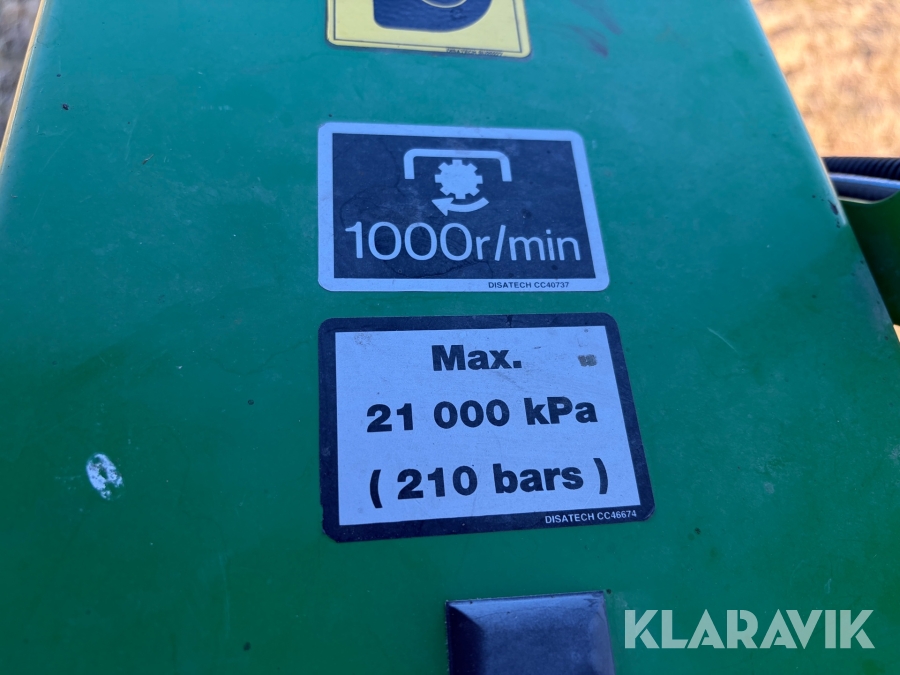 1000r/min
DISATECH CC40737
Max.
21 000 kPa
( 210 bars )
DISATECH CC46674
KLARAVIK